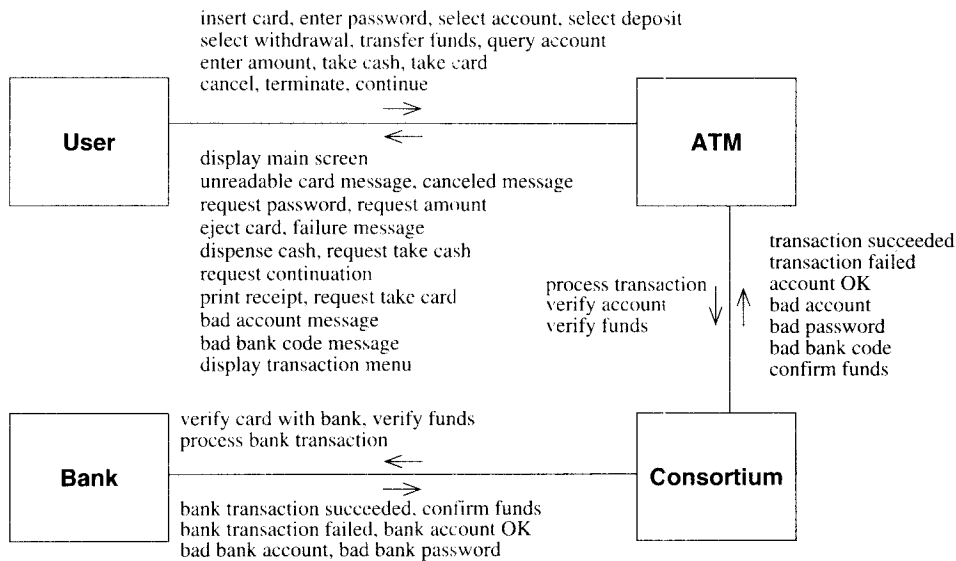 insert card, enter password, select account, select deposit
select withdrawal, transfer funds, query account
enter amount, take cash, take card
cancel, terminate, continue
User
ATM
display main screen
unreadable card message, canceled message
request password, request amount
eject card, failure message
dispense cash, request take cash
request continuation
print receipt, request take card
bad account message
bad bank code message
display transaction menu
process transaction
verify account
verify funds
transaction succeeded
transaction failed
account OK
bad account
bad password
bad bank code
confirm funds
Bank
verify card with bank, verify funds
process bank transaction
Consortium
bank transaction succeeded, confirm funds
bank transaction failed, bank account OK
bad bank account, bad bank password